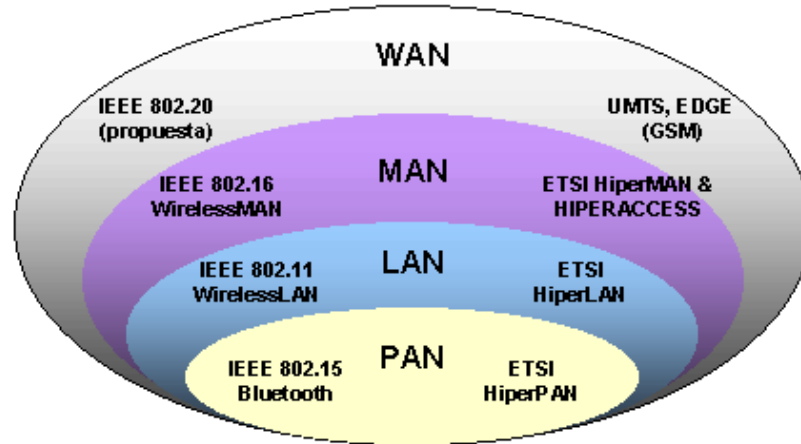 WAN
IEEE 802.20
(propuesta)
UMTS, EDGE
(GSM)
MAN
IEEE 802.16
WirelessMAN
ETSI HiperMAN &
HIPERACCESS
LAN
IEEE 802.11
WirelessLAN
ETSI
HiperLAN
PAN
IEEE 802.15
Bluetooth
ETSI
HiperPAN